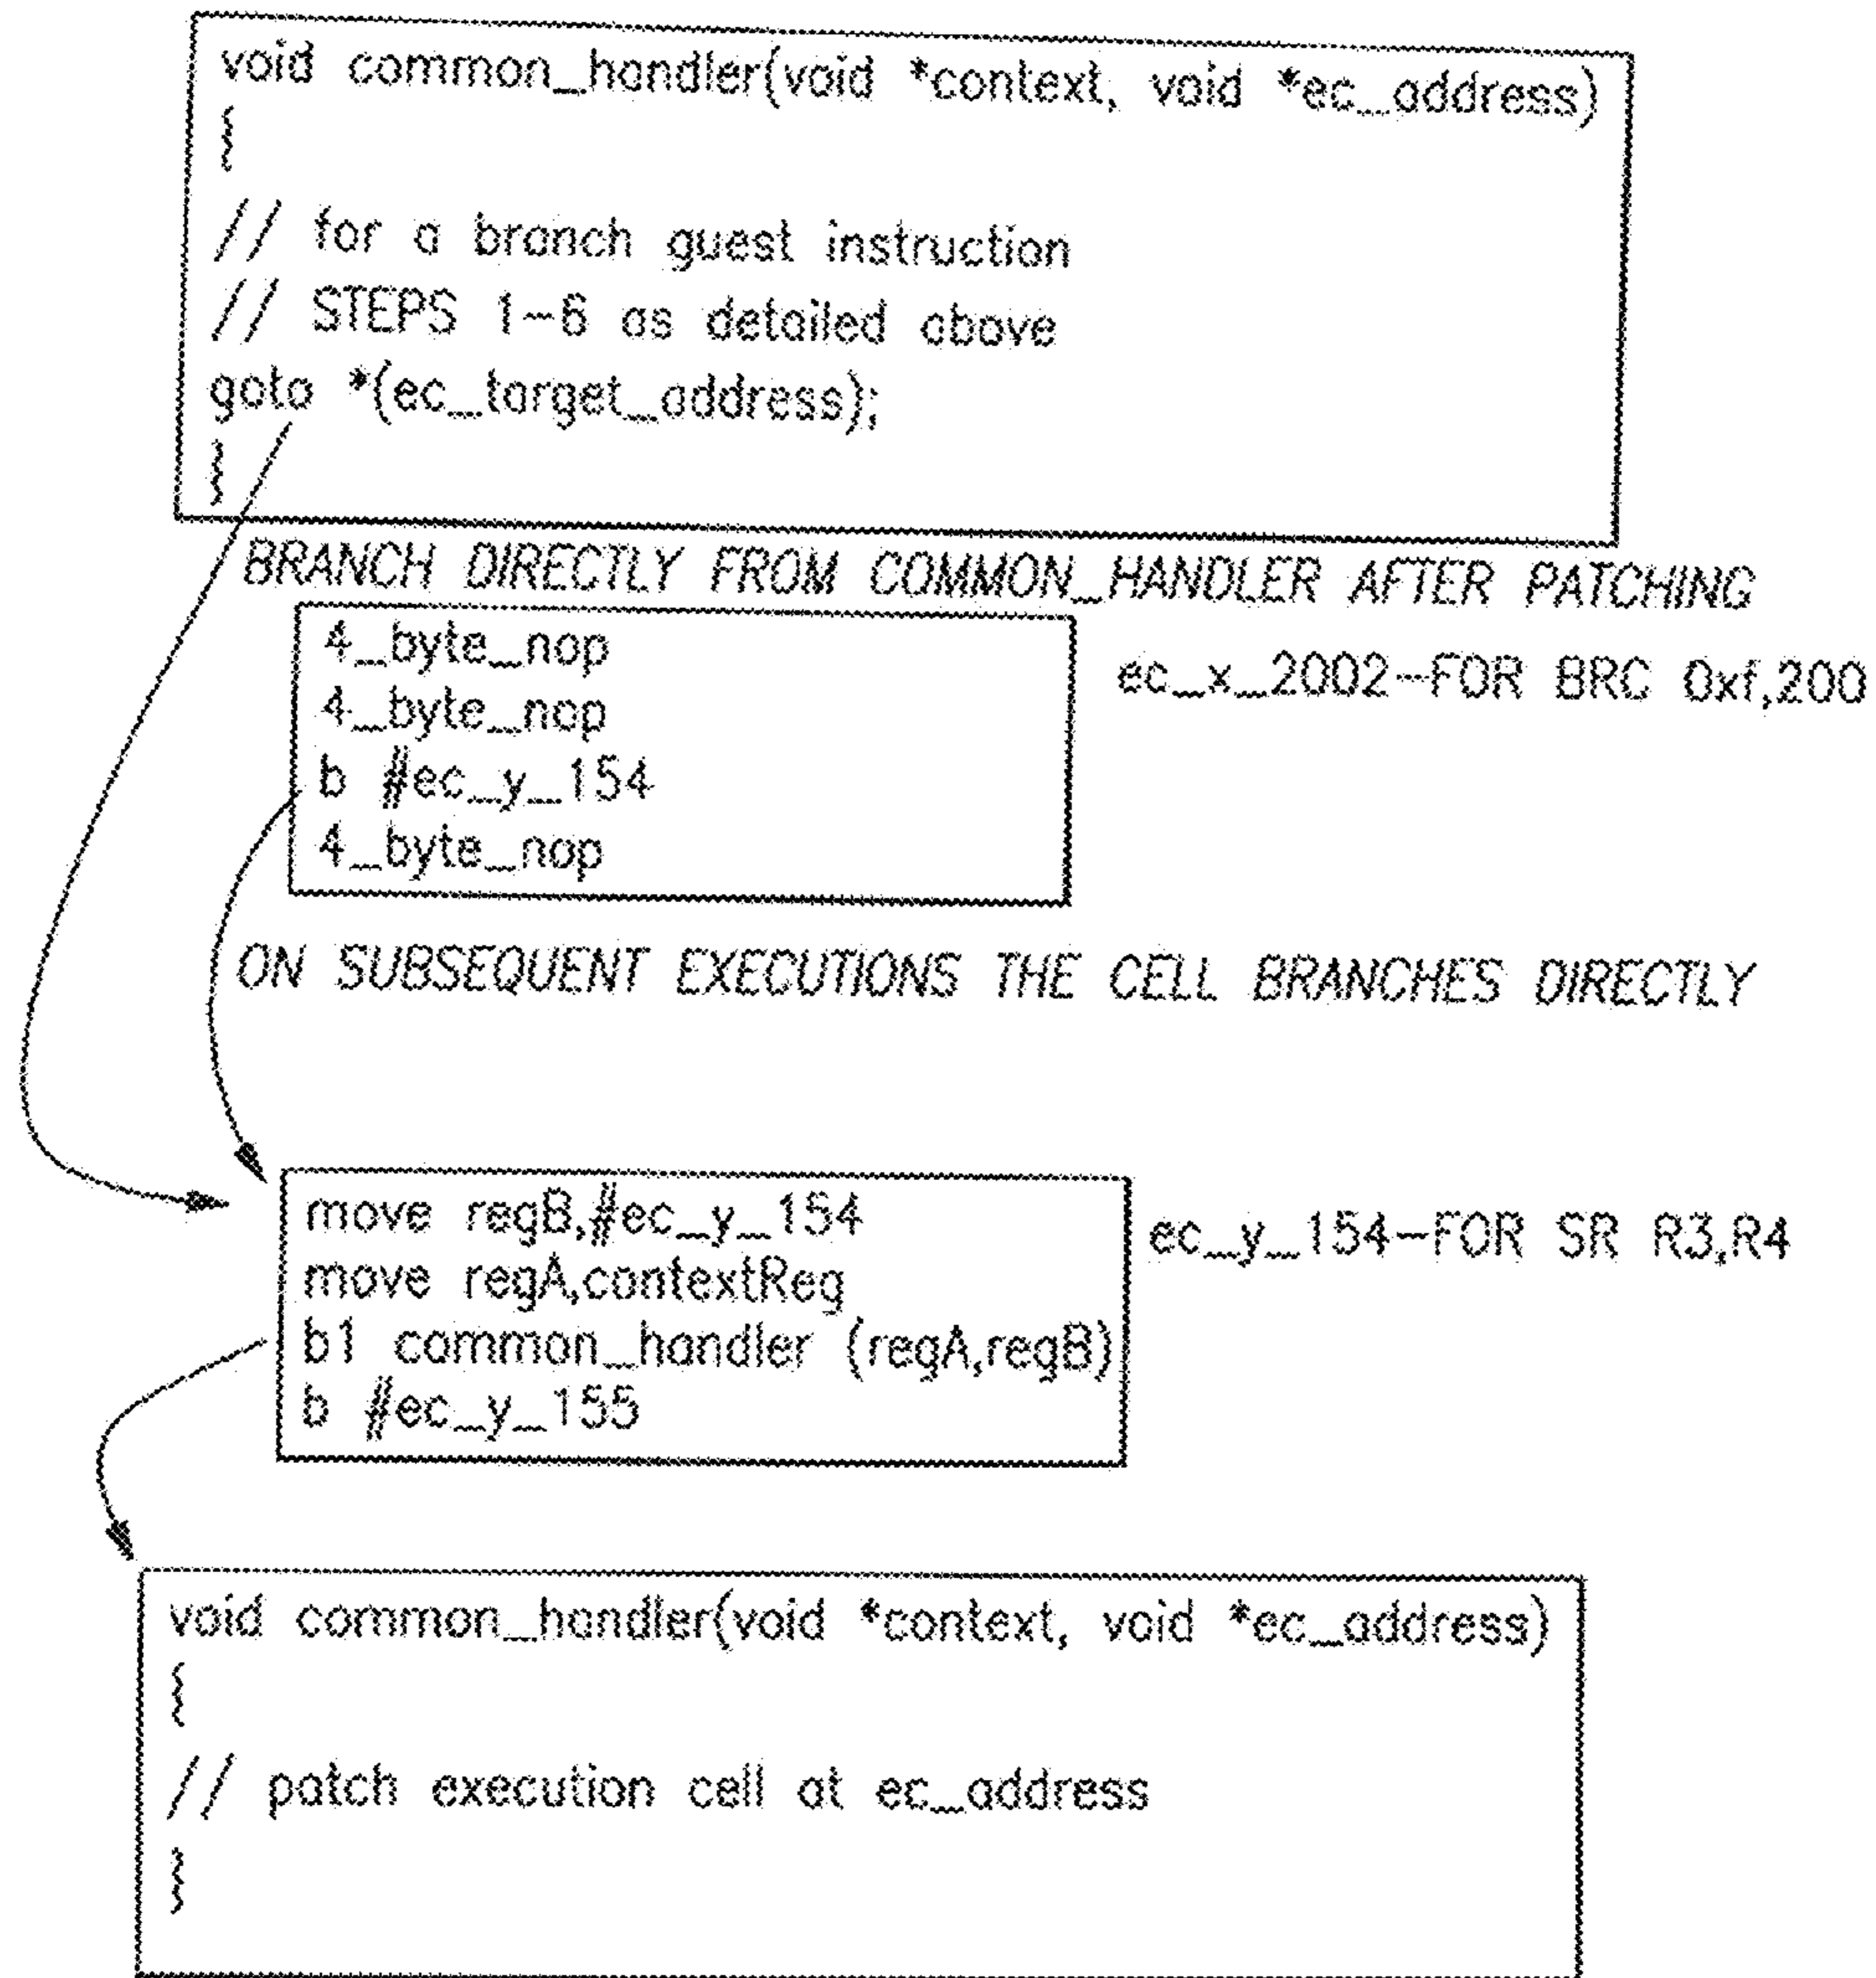 void common_handler(void *context, void *ec_address)
{
// for a branch guest instruction
// STEPS 1-6 as detailed above
goto *(ec_target_address);
}
BRANCH DIRECTLY FROM COMMON_HANDLER AFTER PATCHING
4_byte_nop
4_byte_nop
b #ec_y_154
4_byte_nop
ec_x_2002-FOR BRC 0xf,200
ON SUBSEQUENT EXECUTIONS THE CELL BRANCHES DIRECTLY
move regB,#ec_y_154
move regA,contextReg
b1 common_handler (regA,regB)
b #ec_y_155
ec_y_154-FOR SR R3,R4
void common_handler(void *context, void *ec_address)
{
// patch execution cell at ec_address
}